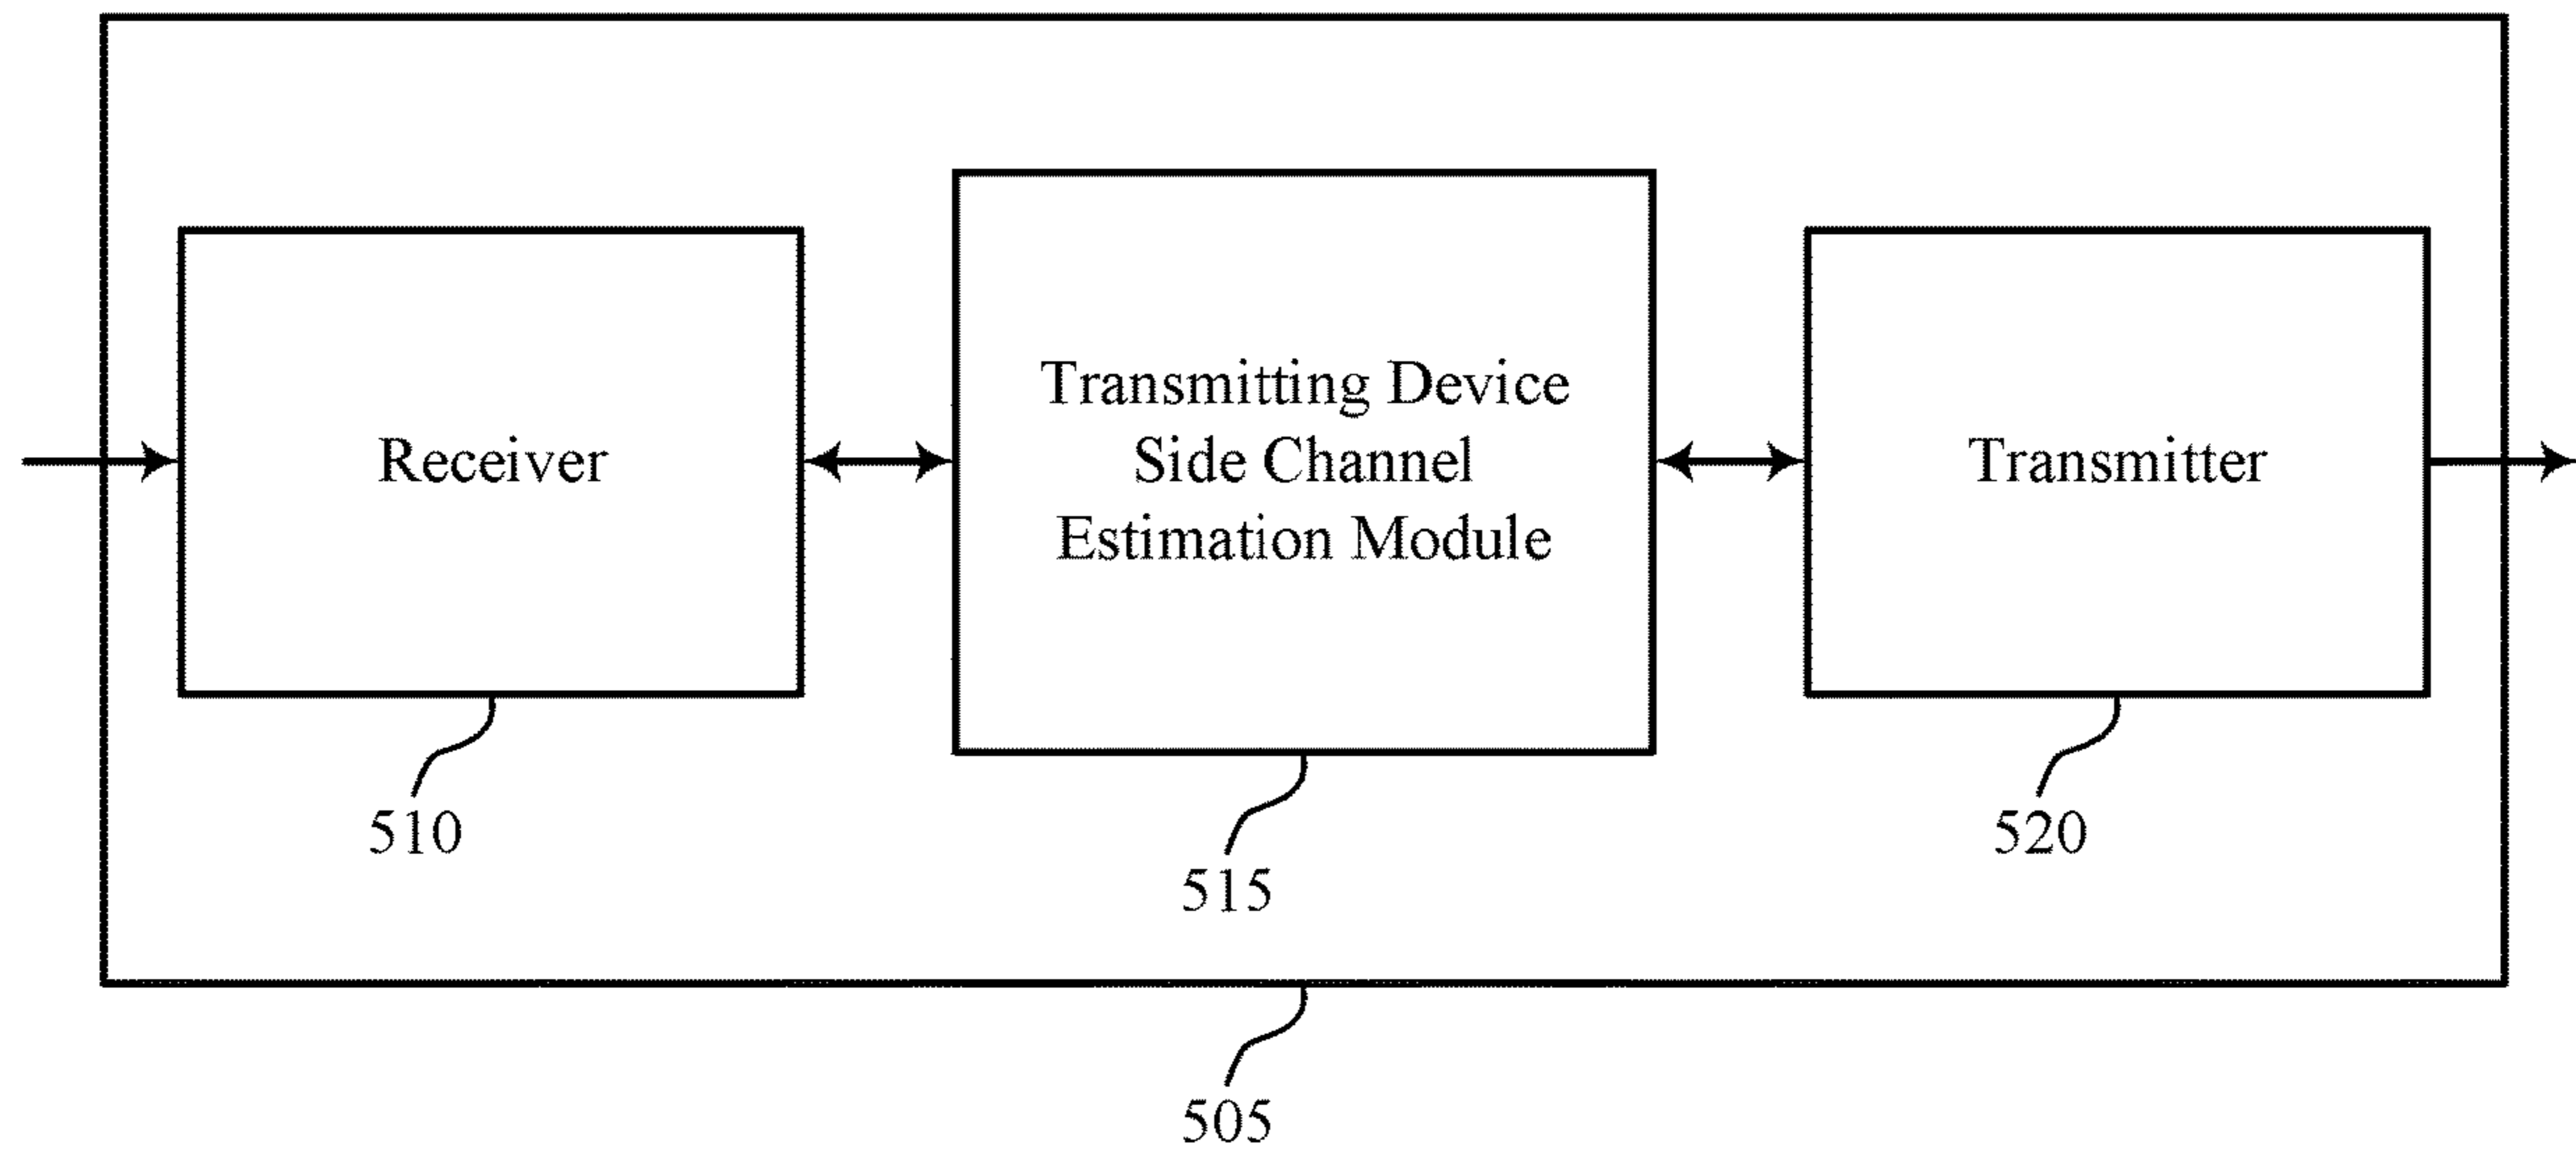 Receiver
Transmitting Device
Side Channel
Estimation Module
Transmitter
510
515
520
505